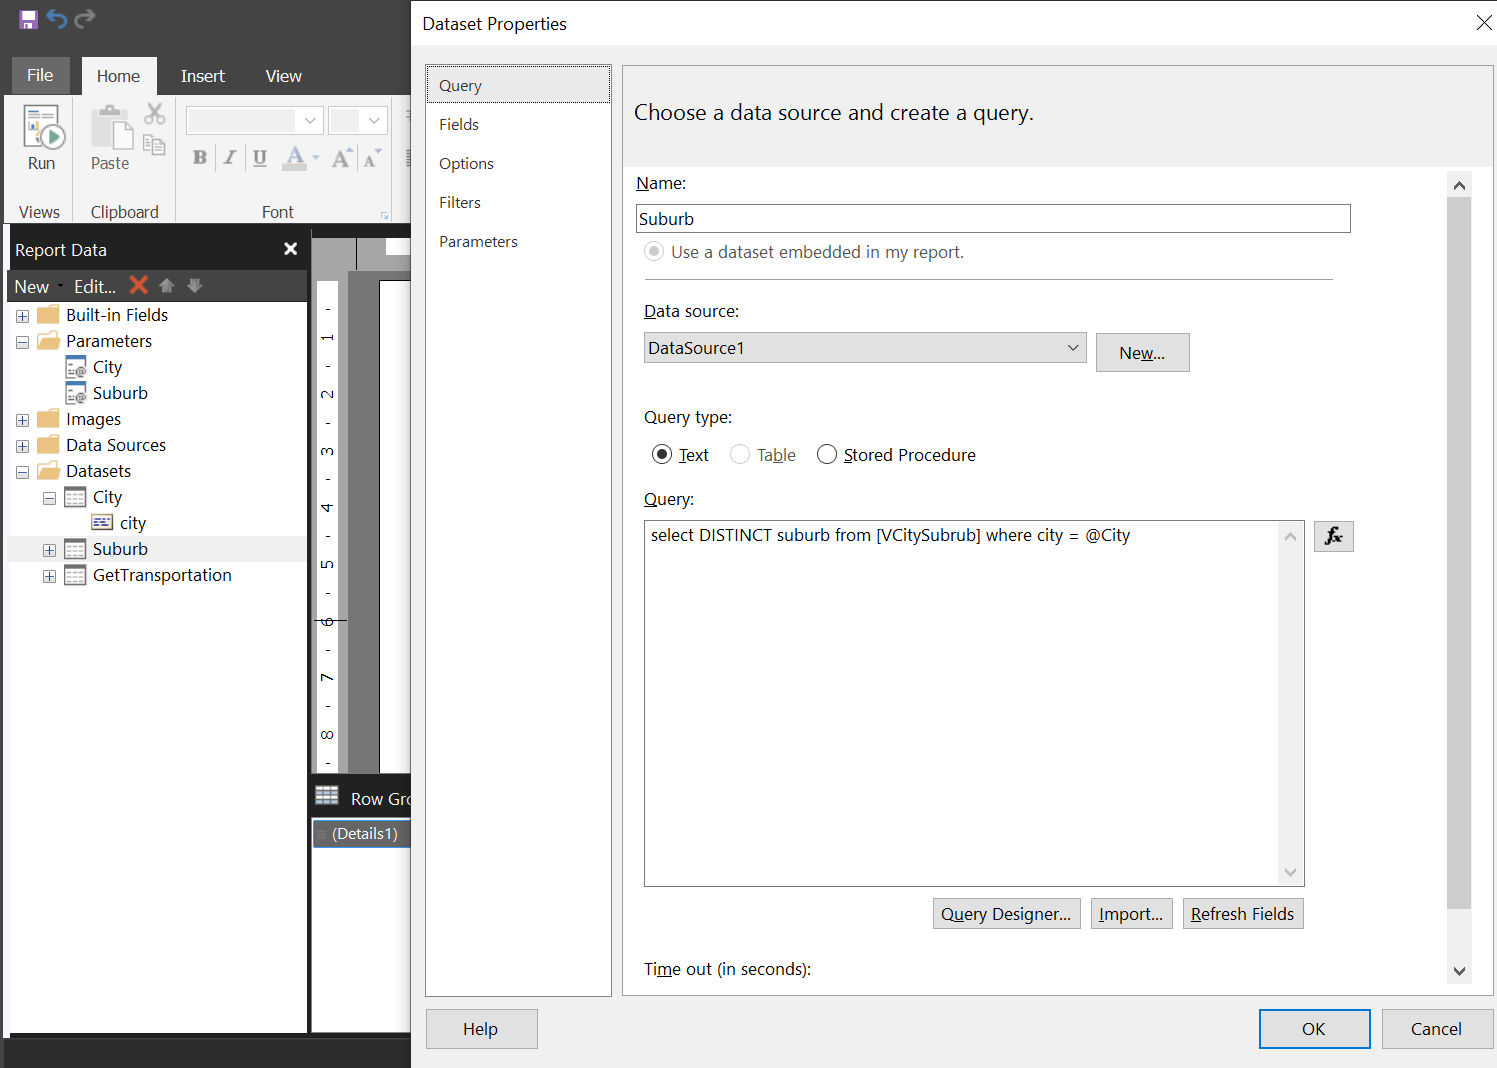 Dataset Properties
File
Home
Insert
View
Run
Paste
B I U A A A
Views
Clipboard
Font
Report Data
New
Edit...
Built-in Fields
Parameters
City
Suburb
Images
Data Sources
Datasets
City
city
Suburb
GetTransportation
1
2
3
4
5
6
7
8
Row Gro
(Details1)
Query
Fields
Options
Filters
Parameters
Choose a data source and create a query.
Name:
Suburb
Use a dataset embedded in my report.
Data source:
DataSource1
New...
Query type:
Text
Table
Stored Procedure
Query:
select DISTINCT suburb from [VCitySubrub] where city = @City
fx
Query Designer...
Import...
Refresh Fields
Time out (in seconds):
Help
OK
Cancel